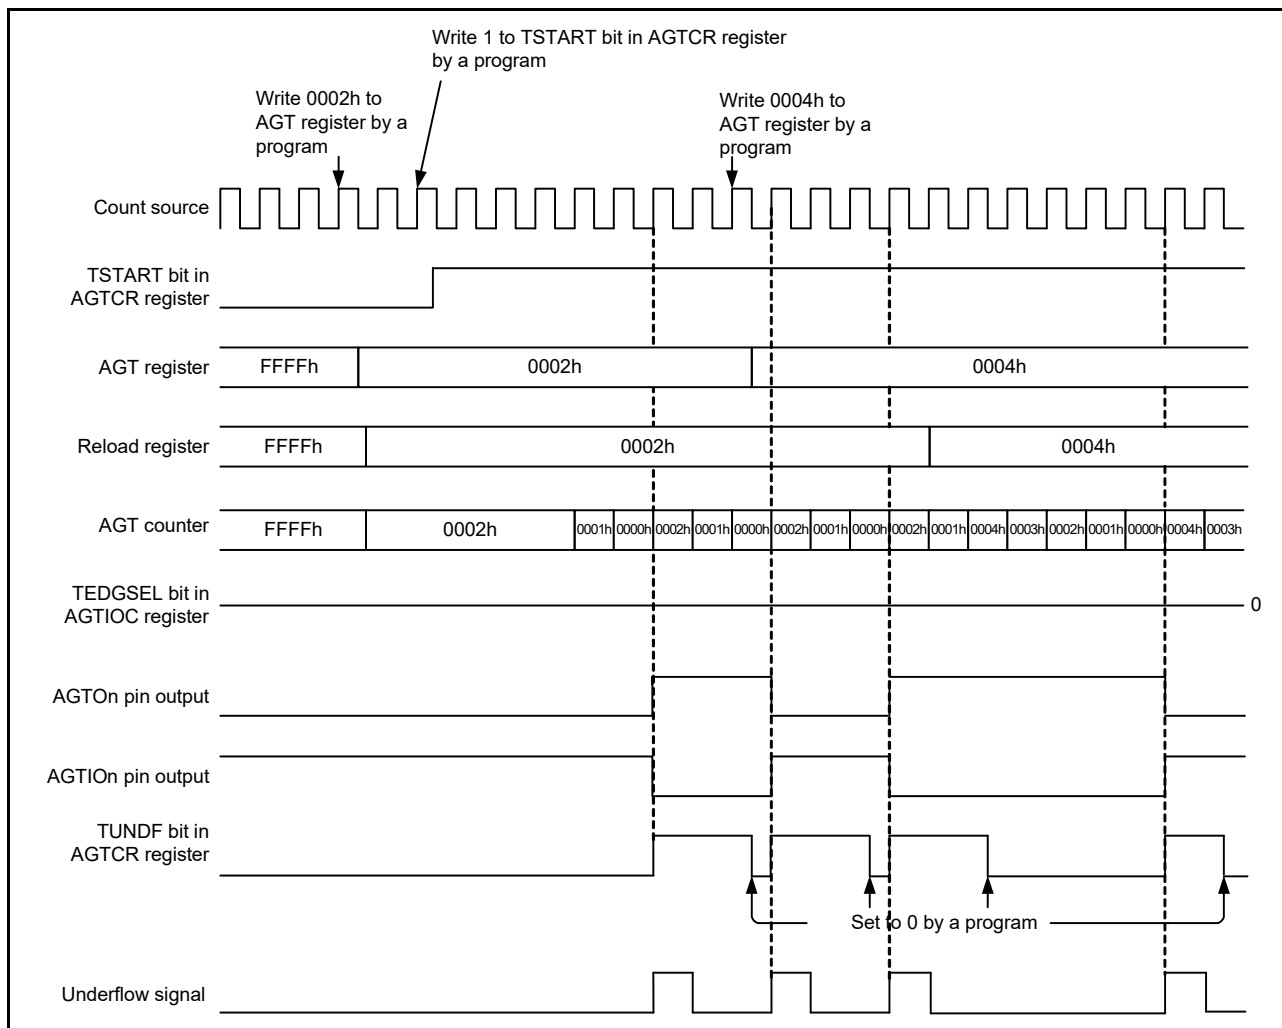 Write 1 to TSTART bit in AGTCR register
by a program
Write 0002h to
AGT register by a
program
Write 0004h to
AGT register by a
program
Count source
TSTART bit in
AGTCR register
AGT register
FFFFh
0002h
0004h
Reload register
FFFFh
0002h
0004h
AGT counter
FFFFh
0002h
0001h
0000h
0002h
0001h
0000h
0002h
0001h
0000h
0002h
0001h
0004h
0003h
0002h
0001h
0000h
0004h
0003h
TEDGSEL bit in
AGTIOC register
0
AGTOn pin output
AGTIOn pin output
TUNDF bit in
AGTCR register
Set to 0 by a program
Underflow signal